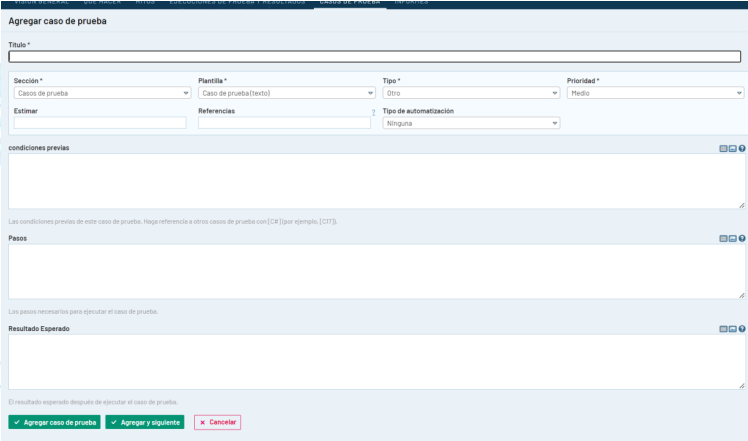 VISIÓN GENERAL QUÉ HACER HITOS EJECUCIONES DE PRUEBA Y RESULTADOS CASOS DE PRUEBA INFORMES
Agregar caso de prueba
Título *
Sección * Plantilla * Tipo * Prioridad *
Casos de prueba Caso de prueba (texto) Otro Medio
Estimar Referencias ? Tipo de automatización
Ninguna
condiciones previas
Las condiciones previas de este caso de prueba. Haga referencia a otros casos de prueba con [C#] (por ejemplo, [C17]).
Pasos
Los pasos necesarios para ejecutar el caso de prueba.
Resultado Esperado
El resultado esperado después de ejecutar el caso de prueba.
Agregar caso de prueba Agregar y siguiente Cancelar